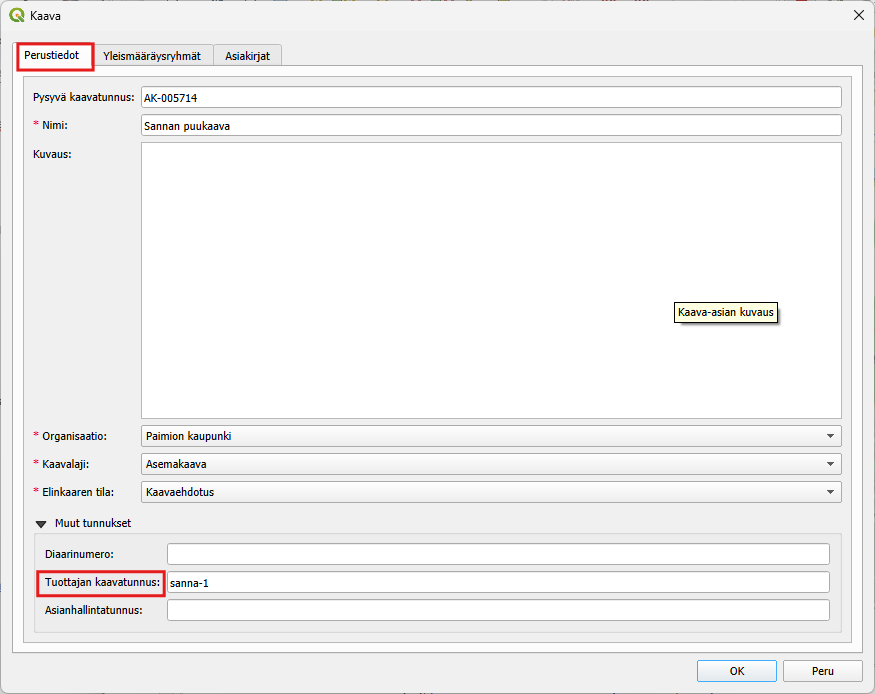 Kaava
Perustiedot Yleismääräysryhmät Asiakirjat
Pysyvä kaavatunnus: AK-005714
* Nimi: Sannan puukaava
Kuvaus:
Kaava-asian kuvaus
* Organisaatio: Paimion kaupunki
* Kaavalaji: Asemakaava
* Elinkaaren tila: Kaavaehdotus
Muut tunnukset
Diaarinumero:
Tuottajan kaavatunnus: sanna-1
Asianhallintatunnus:
OK Peru